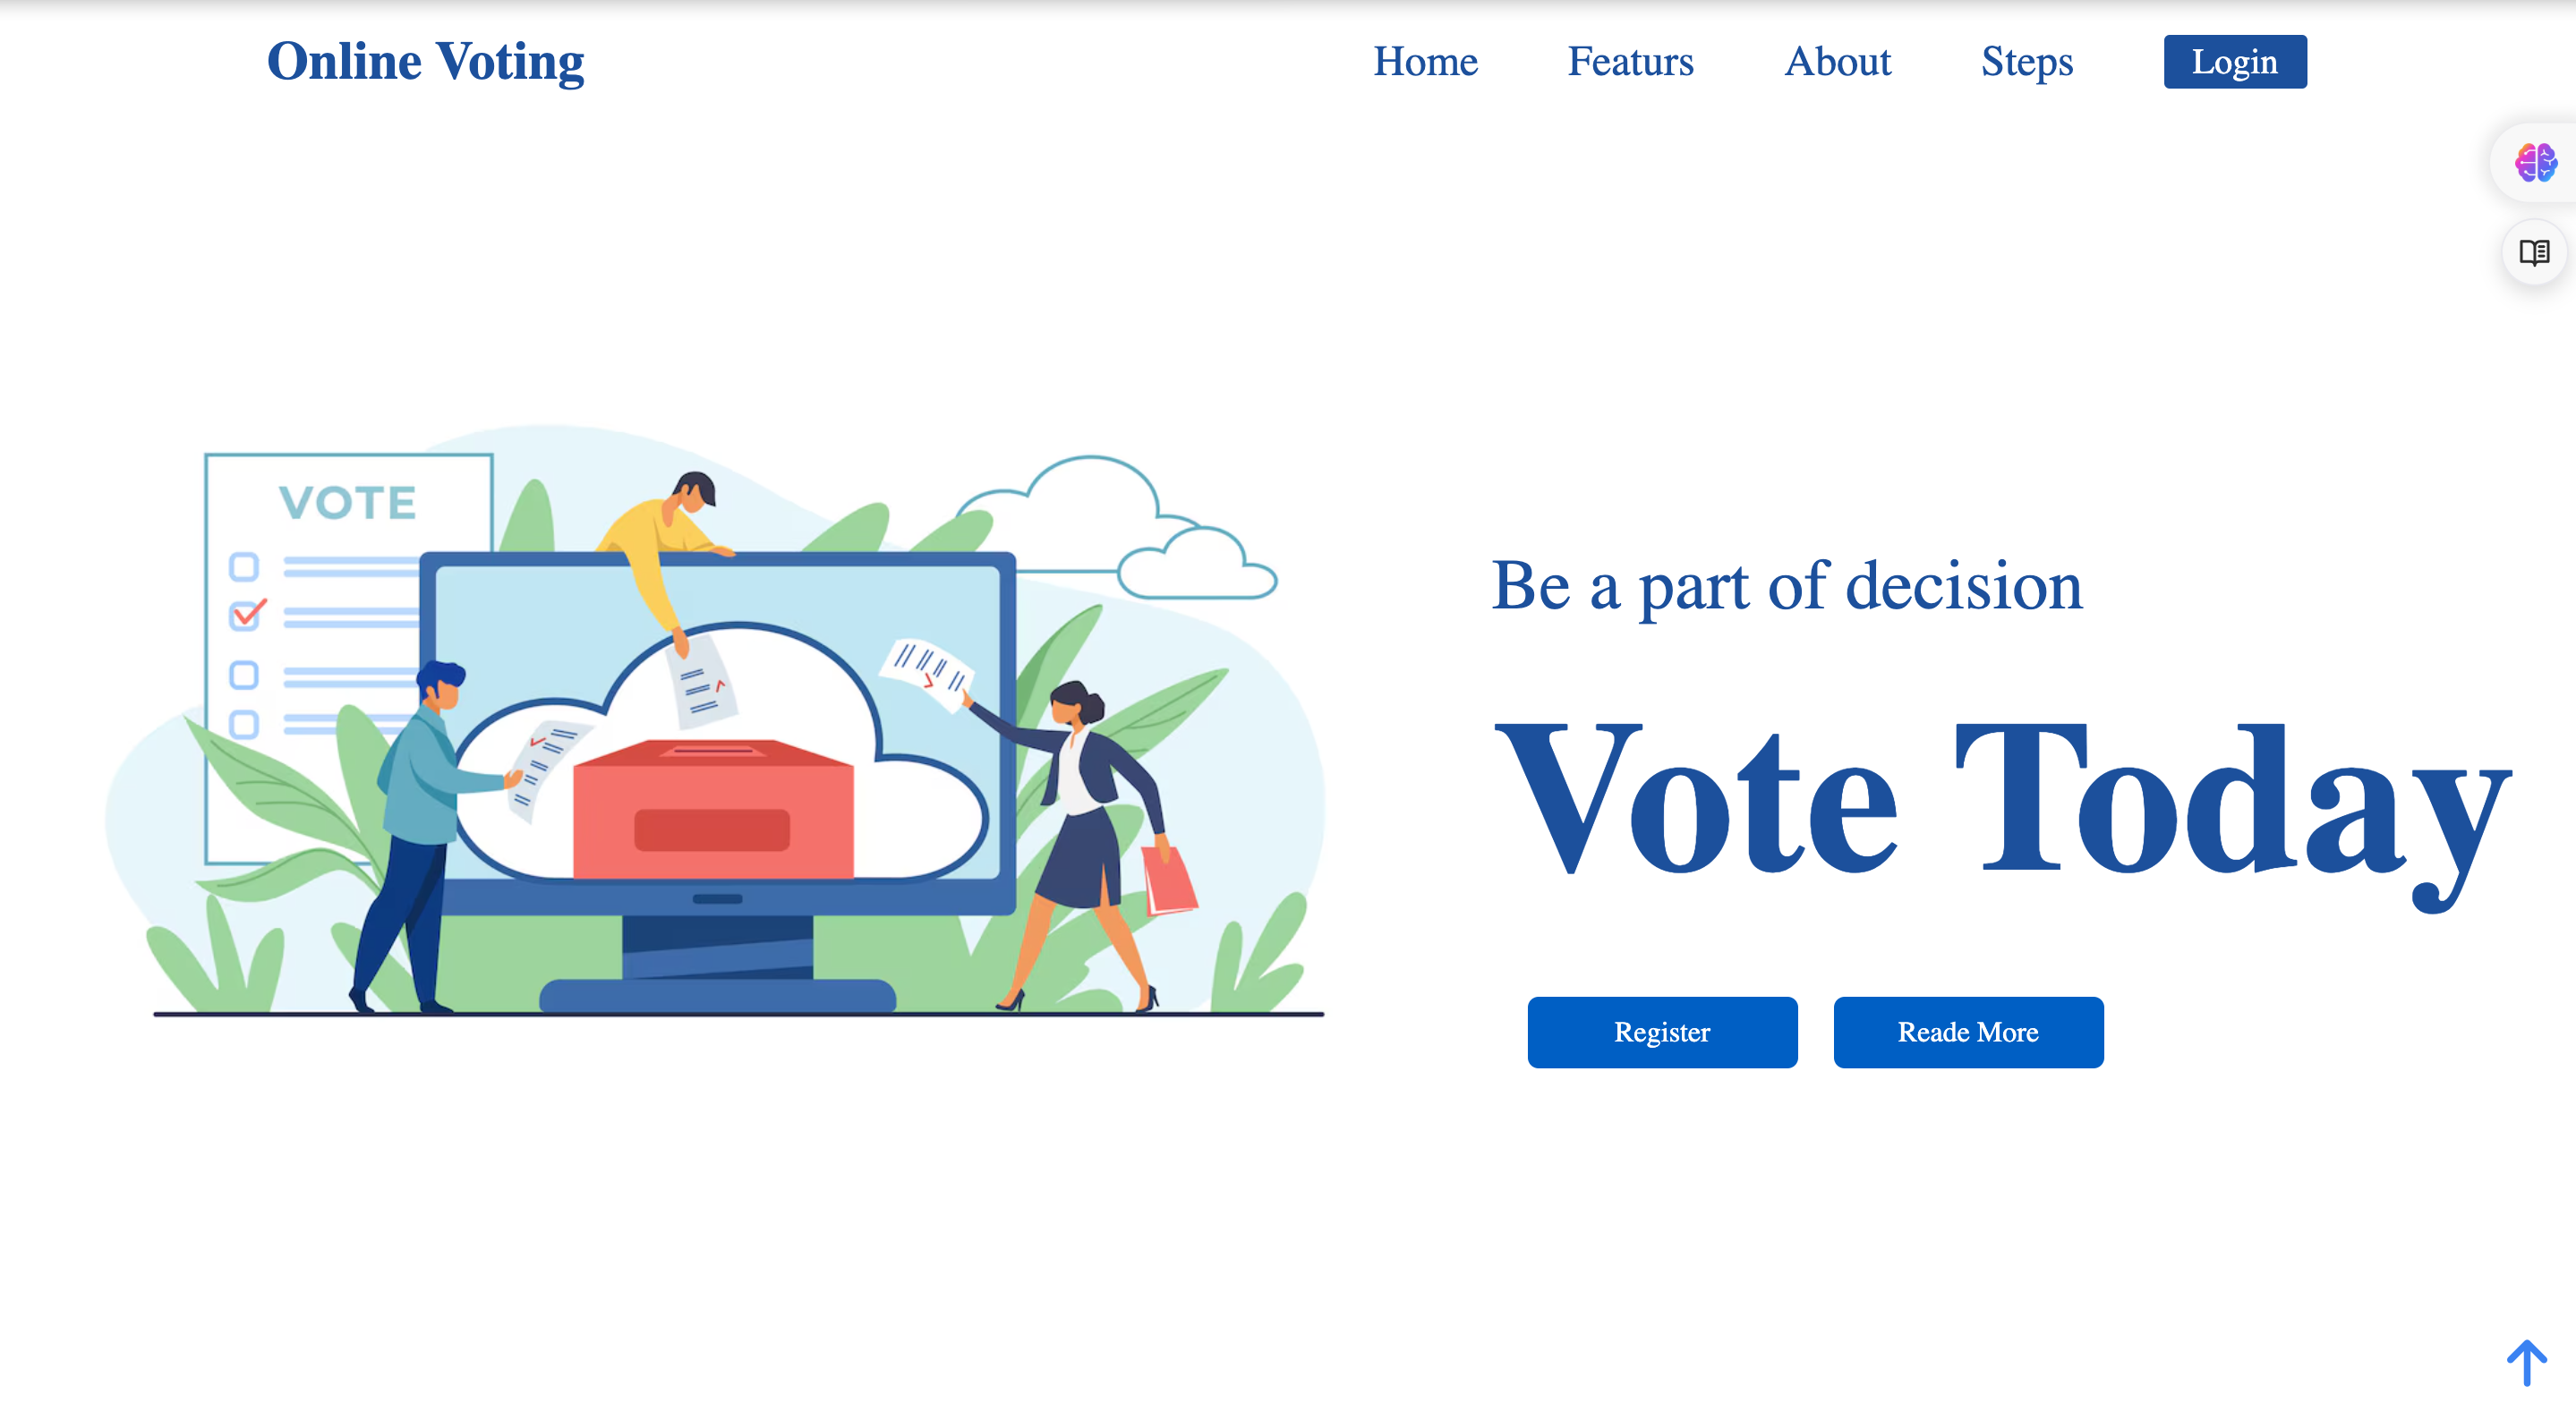 Online Voting
Home Featurs About Steps Login
VOTE
Be a part of decision
Vote Today
Register Reade More